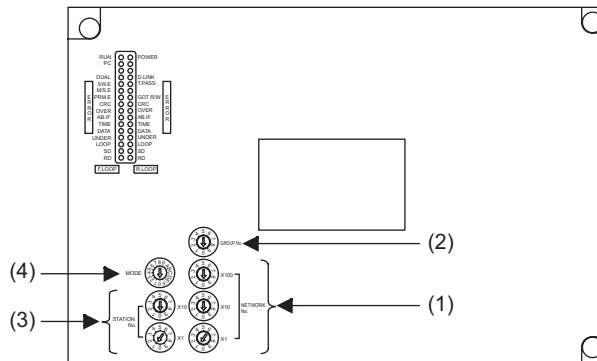 RUN POWER
PC
DUAL D.LINK
SW.E T.PASS
M/S.E
PRM.E GOT R/W
CRC CRC
OVER OVER
AB.IF AB.IF
TIME TIME
DATA DATA
UNDER UNDER
LOOP LOOP
SD SD
RD RD
ERROR ERROR
F.LOOP R.LOOP
GROUP No. (2)
(4) MODE X100
(1) NETWORK No.
(3) STATION No. X10 X10
X1 X1